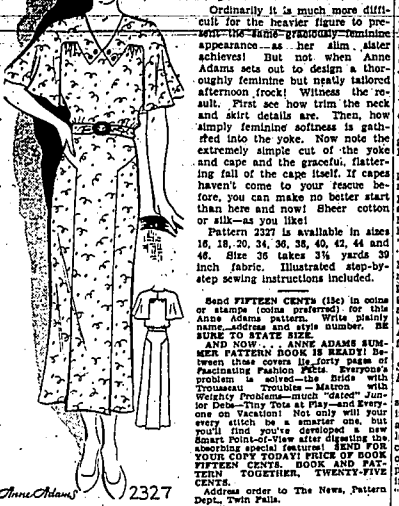 Ordinarily it is much more diffi-
cult for the heavier figure to pre-
sent the same graciously feminine
appearance as her slim sister
achieves! But not when Anne
Adams sets out to design a thor-
oughly feminine but neatly tailored
afternoon frock! Witness the re-
sult. First see how trim the neck
and skirt details are. Then, how
simply feminine softness is gath-
ered into the yoke. Now note the
extremely simple cut of the yoke
and cape and the graceful, flatter-
ing fall of the cape itself. If capes
haven't come to your rescue be-
fore, you can make no better start
than here and now! Sheer cotton
or silk—as you like!
Pattern 2327 is available in sizes
16, 18, 20, 34, 36, 38, 40, 42, 44 and
46. Size 36 takes yards 39
inch fabric. Illustrated step-by-
step sewing instructions included.
Send FIFTEEN CENTS (15c) in coins
or stamps (coins preferred) for this
Anne Adams pattern. Write plainly
name, address and style number. BE
SURE TO STATE SIZE.
AND NOW . . . ANNE ADAMS SUM-
MER PATTERN BOOK IS READY! Be-
tween these covers lie forty pages of
Fascinating Fashion Facts. Everyone's
problem is solved—the Bride with
Trousseau Troubles—Matron with
Weighty Problems—much "dated" Jun-
ior Debs—Tiny Tots at Play—and Every-
one on Vacation! Not only will your
every stitch be a smarter one, but
you'll find you've developed a new
Smart Point-of-View after digesting the
absorbing special features! SEND FOR
YOUR COPY TODAY! PRICE OF BOOK
FIFTEEN CENTS. BOOK AND PAT-
TERN TOGETHER, TWENTY-FIVE
CENTS.
Address order to The News, Pattern
Dept., Twin Falls.
Anne Adams 2327